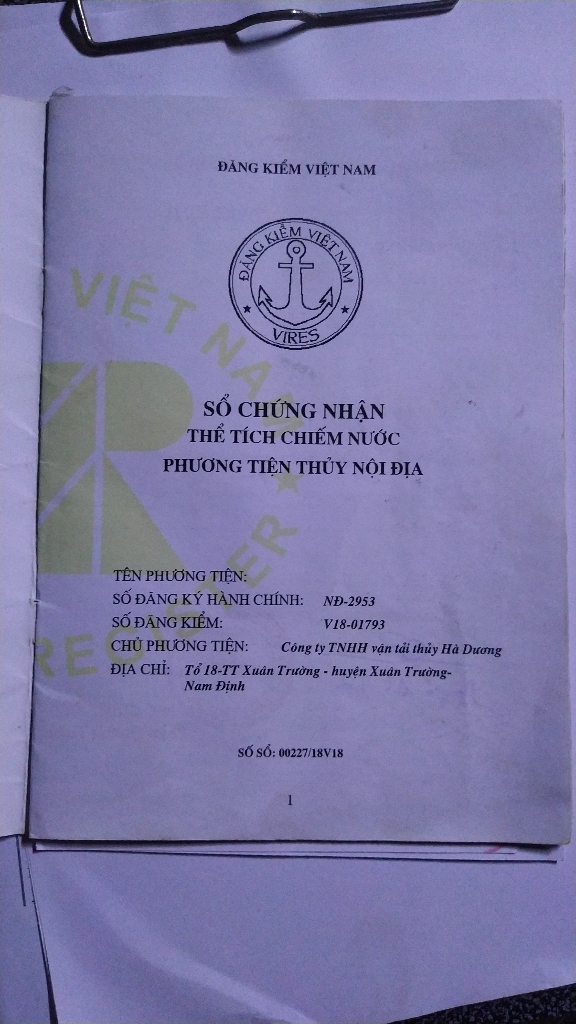 ĐĂNG KIỂM VIỆT NAM
ĐĂNG KIỂM VIỆT NAM
VIRES
VIỆT NAM
REGISTER
SỔ CHỨNG NHẬN
THỂ TÍCH CHIẾM NƯỚC
PHƯƠNG TIỆN THỦY NỘI ĐỊA
TÊN PHƯƠNG TIỆN:
SỐ ĐĂNG KÝ HÀNH CHÍNH: NĐ-2953
SỐ ĐĂNG KIỂM: V18-01793
CHỦ PHƯƠNG TIỆN: Công ty TNHH vận tải thủy Hà Dương
ĐỊA CHỈ: Tổ 18-TT Xuân Trường - huyện Xuân Trường-
Nam Định
SỐ SỔ: 00227/18V18
1